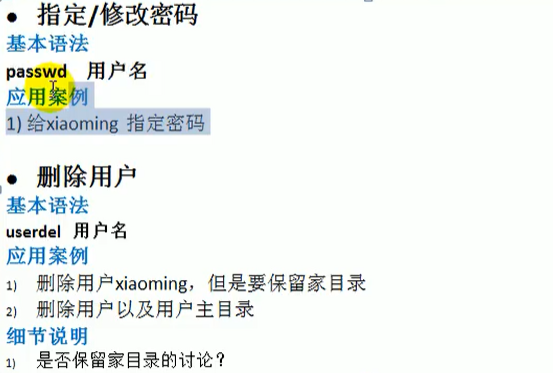 ● 指定/修改密码
基本语法
passwd 用户名
应用案例
1) 给xiaoming 指定密码
● 删除用户
基本语法
userdel 用户名
应用案例
1) 删除用户xiaoming，但是要保留家目录
2) 删除用户以及用户主目录
细节说明
1) 是否保留家目录的讨论？